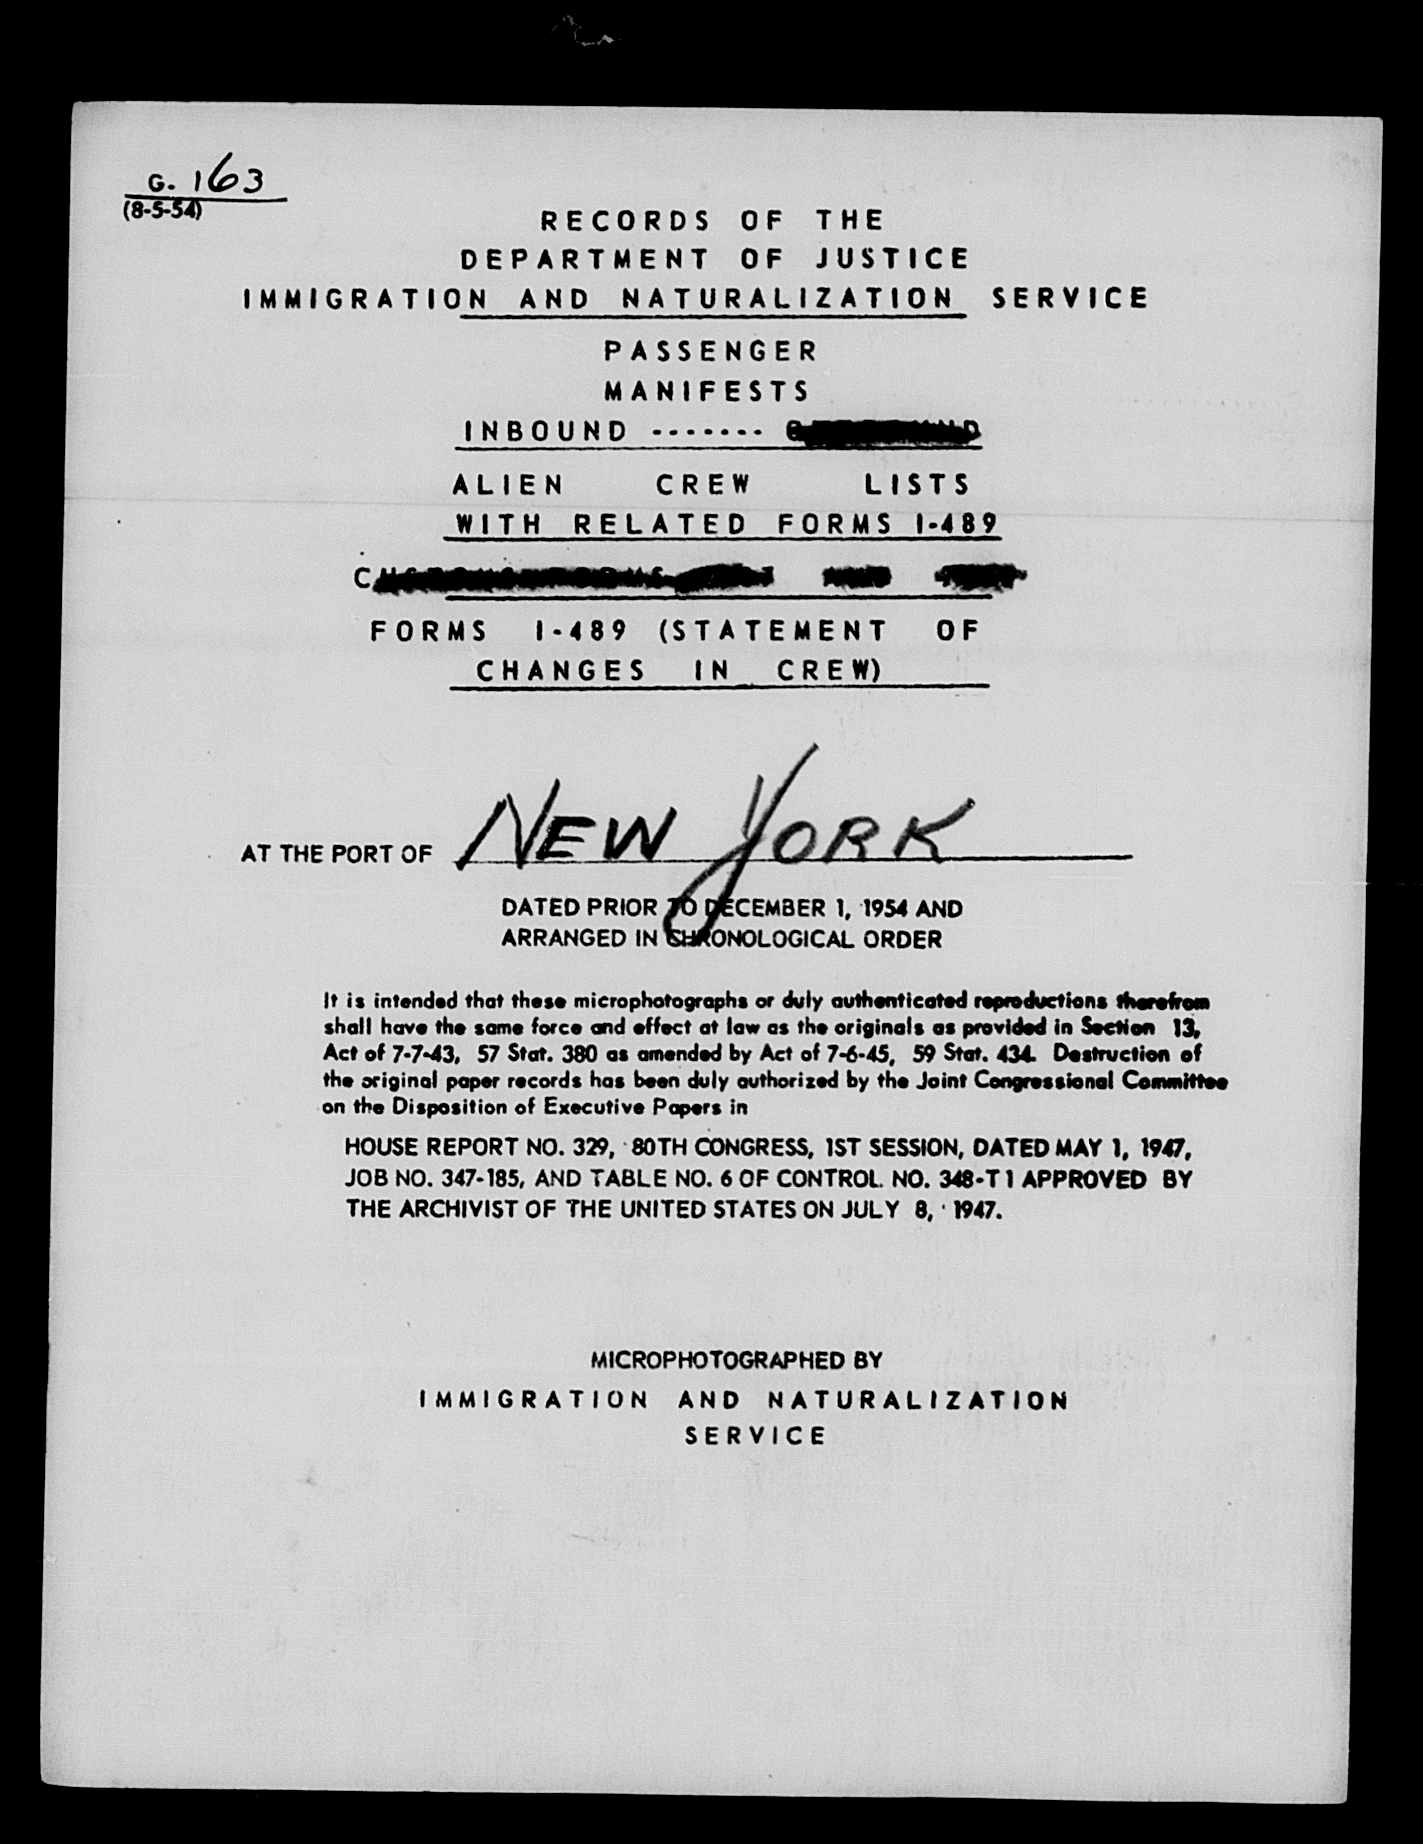 G. 163
(8-5-54)
RECORDS OF THE
DEPARTMENT OF JUSTICE
IMMIGRATION AND NATURALIZATION SERVICE
PASSENGER
MANIFESTS
INBOUND -------
ALIEN CREW LISTS
WITH RELATED FORMS I-489
FORMS I-489 (STATEMENT OF
CHANGES IN CREW)
AT THE PORT OF NEW YORK
DATED PRIOR TO DECEMBER 1, 1954 AND
ARRANGED IN CHRONOLOGICAL ORDER
It is intended that these microphotographs or duly authenticated reproductions therefrom
shall have the same force and effect at law as the originals as provided in Section 13,
Act of 7-7-43, 57 Stat. 380 as amended by Act of 7-6-45, 59 Stat. 434. Destruction of
the original paper records has been duly authorized by the Joint Congressional Committee
on the Disposition of Executive Papers in
HOUSE REPORT NO. 329, 80TH CONGRESS, 1ST SESSION, DATED MAY 1, 1947,
JOB NO. 347-185, AND TABLE NO. 6 OF CONTROL NO. 348-T1 APPROVED BY
THE ARCHIVIST OF THE UNITED STATES ON JULY 8, 1947.
MICROPHOTOGRAPHED BY
IMMIGRATION AND NATURALIZATION
SERVICE